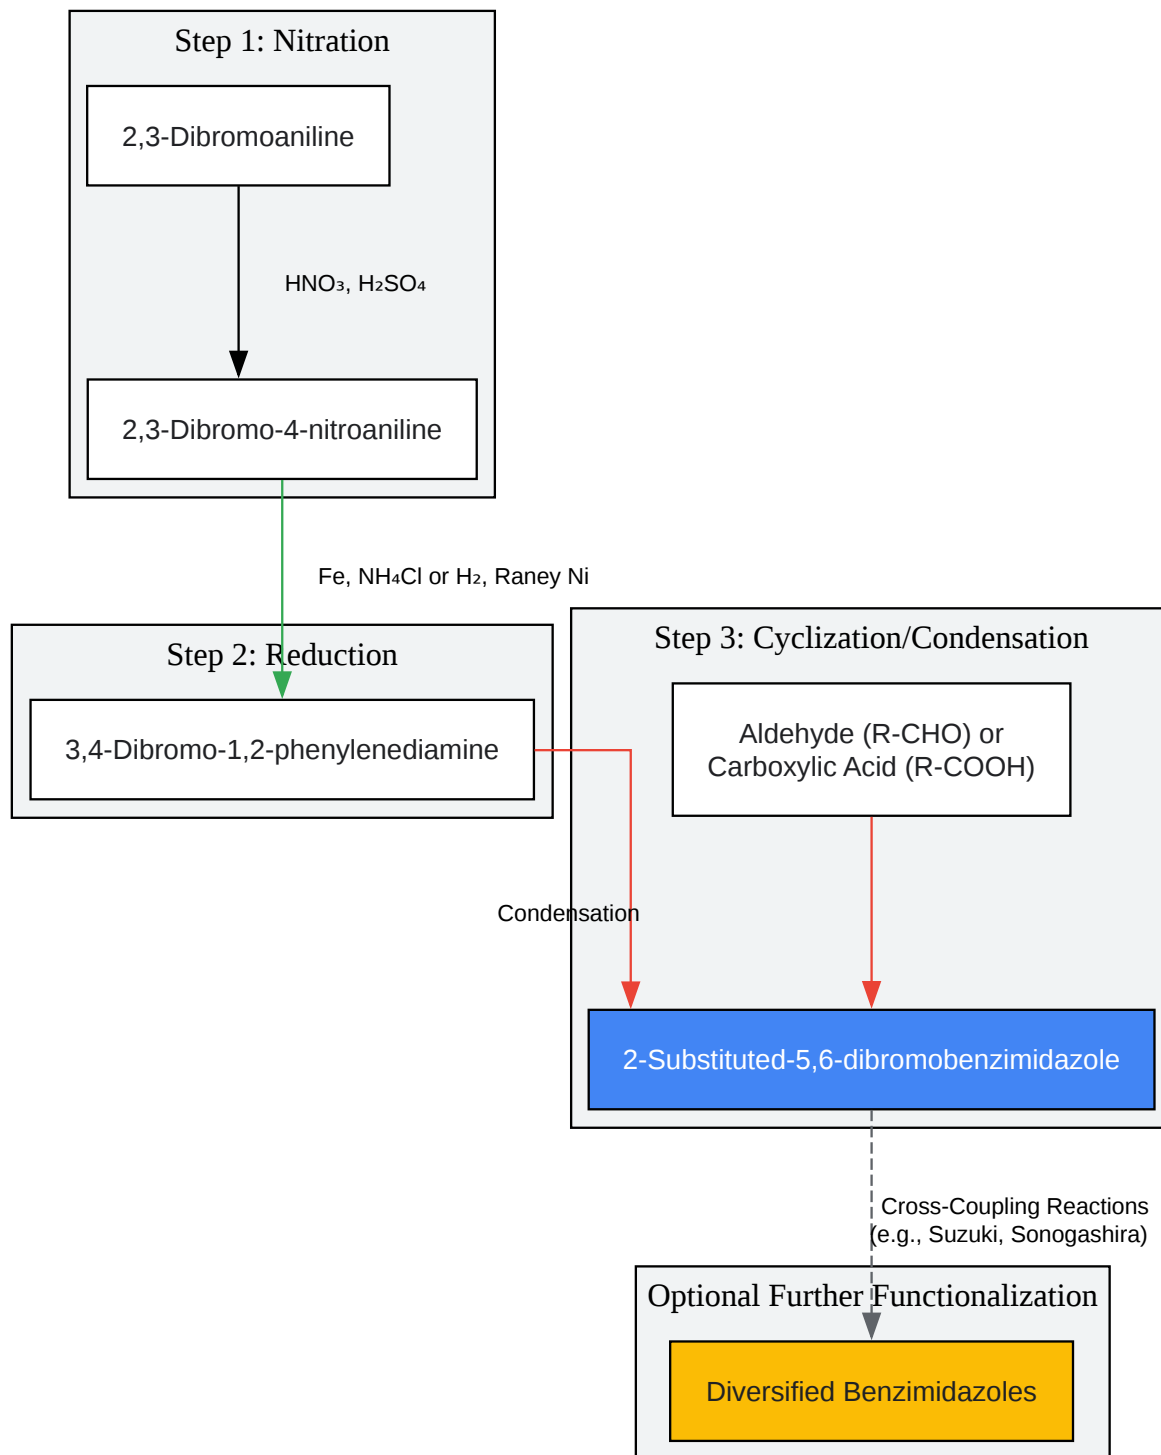 Step 1: Nitration
2,3-Dibromoaniline
HNO₃, H₂SO₄
2,3-Dibromo-4-nitroaniline
Fe, NH₄Cl or H₂, Raney Ni
Step 2: Reduction
3,4-Dibromo-1,2-phenylenediamine
Step 3: Cyclization/Condensation
Aldehyde (R-CHO) or
Carboxylic Acid (R-COOH)
Condensation
2-Substituted-5,6-dibromobenzimidazole
Cross-Coupling Reactions
(e.g., Suzuki, Sonogashira)
Optional Further Functionalization
Diversified Benzimidazoles